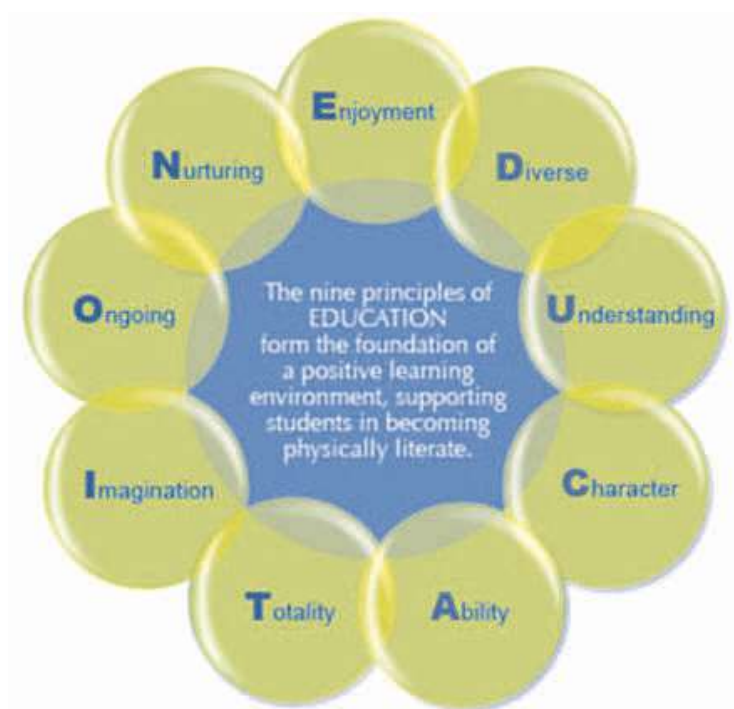 Enjoyment
Diverse
Understanding
Character
Ability
Totality
Imagination
Ongoing
Nurturing
The nine principles of
EDUCATION
form the foundation of
a positive learning
environment, supporting
students in becoming
physically literate.